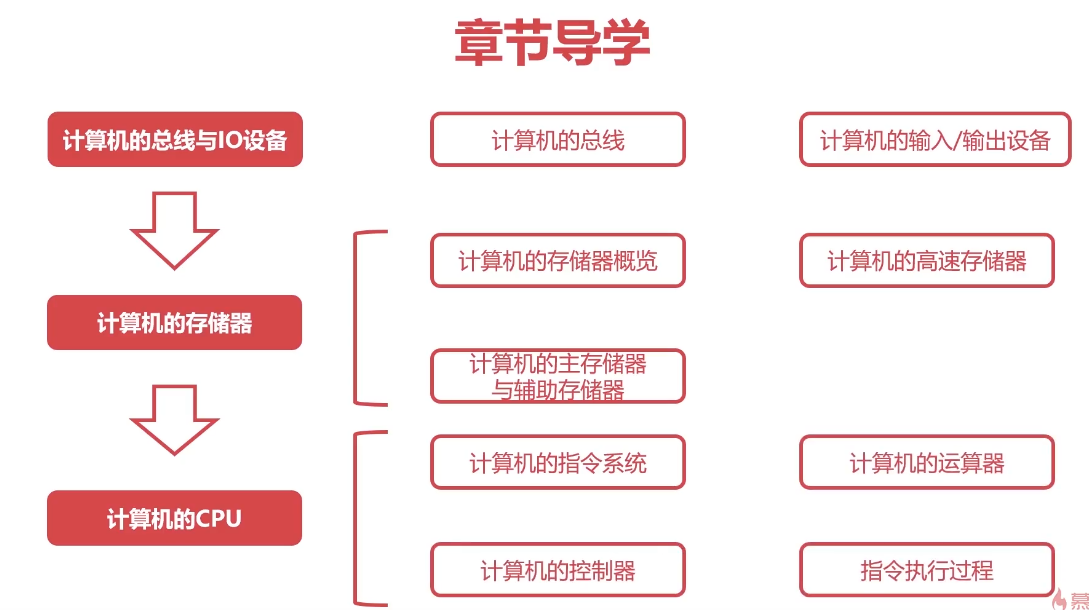 章节导学
计算机的总线与IO设备
计算机的总线
计算机的输入/输出设备
计算机的存储器概览
计算机的高速存储器
计算机的存储器
计算机的主存储器
与辅助存储器
计算机的指令系统
计算机的运算器
计算机的CPU
计算机的控制器
指令执行过程
慕